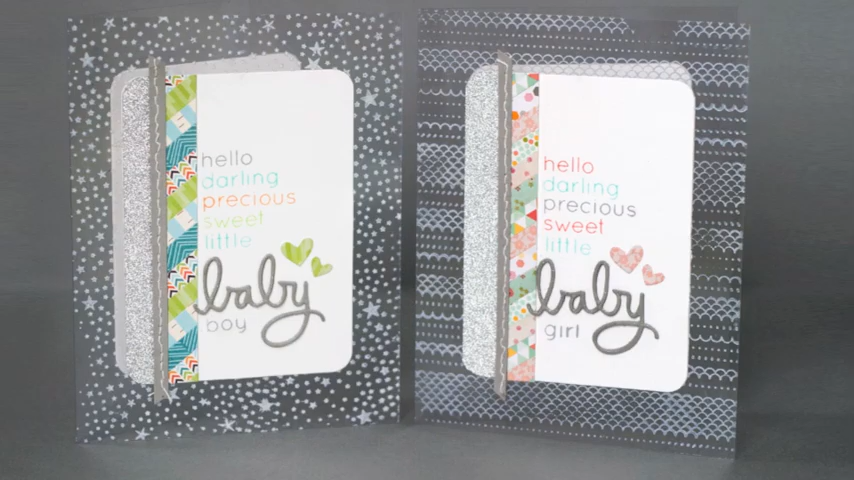 hello
darling
precious
sweet
little
baby
boy
hello
darling
precious
sweet
little
baby
girl